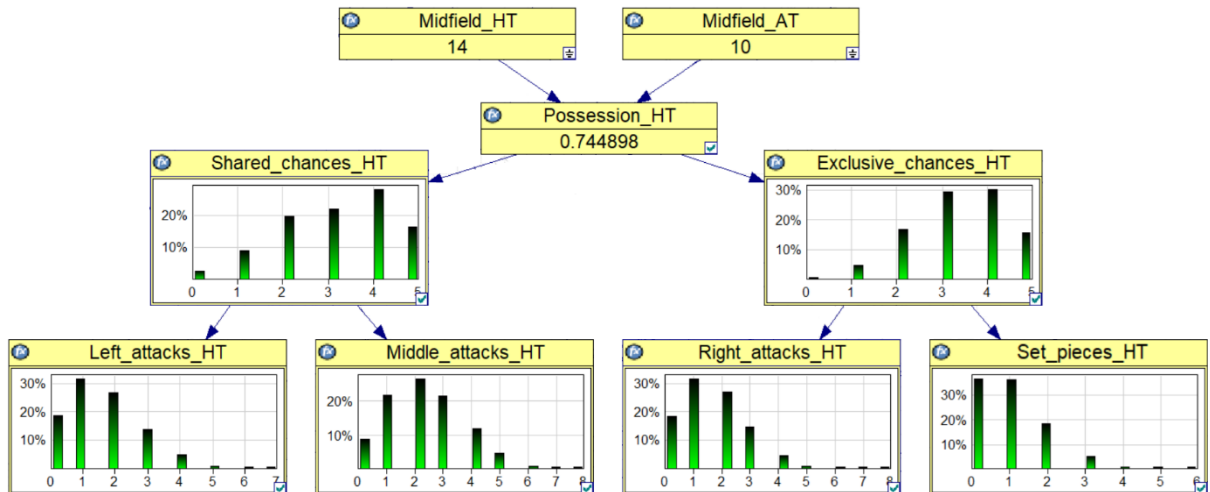 Midfield_HT
14
Midfield_AT
10
Possession_HT
0.744898
Shared_chances_HT
20%
10%
0 1 2 3 4 5
Exclusive_chances_HT
30%
20%
10%
0 1 2 3 4 5
Left_attacks_HT
30%
20%
10%
0 1 2 3 4 5 6 7
Middle_attacks_HT
20%
10%
0 1 2 3 4 5 6 7 8
Right_attacks_HT
30%
20%
10%
0 1 2 3 4 5 6 7 8
Set_pieces_HT
30%
20%
10%
0 1 2 3 4 5 6